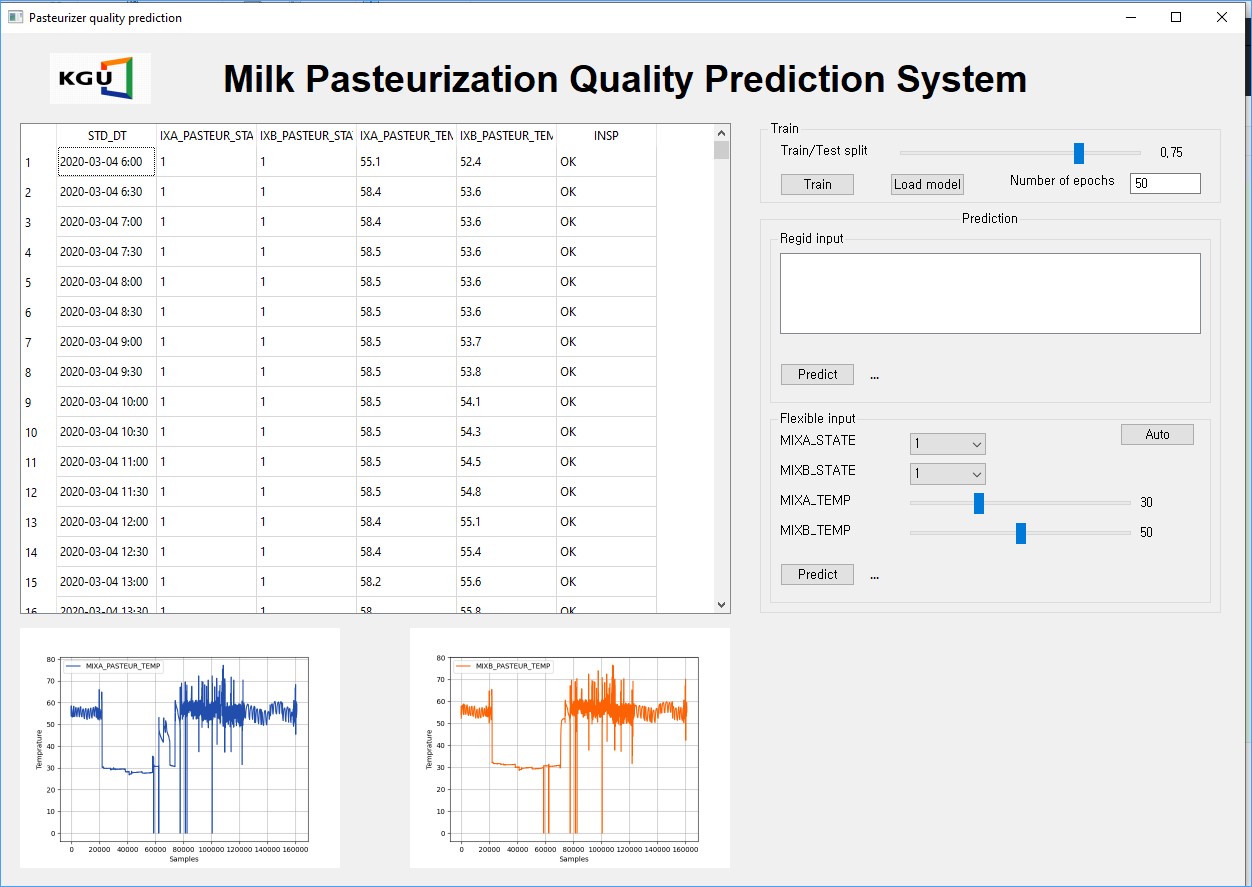 Pasteurizer quality prediction
KGU
Milk Pasteurization Quality Prediction System
STD_DT IXA_PASTEUR_STA IXB_PASTEUR_STA IXA_PASTEUR_TEN IXB_PASTEUR_TEM INSP
1 2020-03-04 6:00 1 1 55.1 52.4 OK
2 2020-03-04 6:30 1 1 58.4 53.6 OK
3 2020-03-04 7:00 1 1 58.4 53.6 OK
4 2020-03-04 7:30 1 1 58.5 53.6 OK
5 2020-03-04 8:00 1 1 58.5 53.6 OK
6 2020-03-04 8:30 1 1 58.5 53.6 OK
7 2020-03-04 9:00 1 1 58.5 53.7 OK
8 2020-03-04 9:30 1 1 58.5 53.8 OK
9 2020-03-04 10:00 1 1 58.5 54.1 OK
10 2020-03-04 10:30 1 1 58.5 54.3 OK
11 2020-03-04 11:00 1 1 58.5 54.5 OK
12 2020-03-04 11:30 1 1 58.5 54.8 OK
13 2020-03-04 12:00 1 1 58.4 55.1 OK
14 2020-03-04 12:30 1 1 58.4 55.4 OK
15 2020-03-04 13:00 1 1 58.2 55.6 OK
16 2020-03-04 13:30 1 1 58 55.8 OK
Train
Train/Test split 0,75
Train Load model Number of epochs 50
Prediction
Regid input
Predict ...
Flexible input
Auto
MIXA_STATE 1
MIXB_STATE 1
MIXA_TEMP 30
MIXB_TEMP 50
Predict ...
MIXA_PASTEUR_TEMP
80
70
60
50
40
30
20
10
0
Temprature
0 20000 40000 60000 80000 100000 120000 140000 160000
Samples
MIXB_PASTEUR_TEMP
80
70
60
50
40
30
20
10
0
Temprature
0 20000 40000 60000 80000 100000 120000 140000 160000
Samples